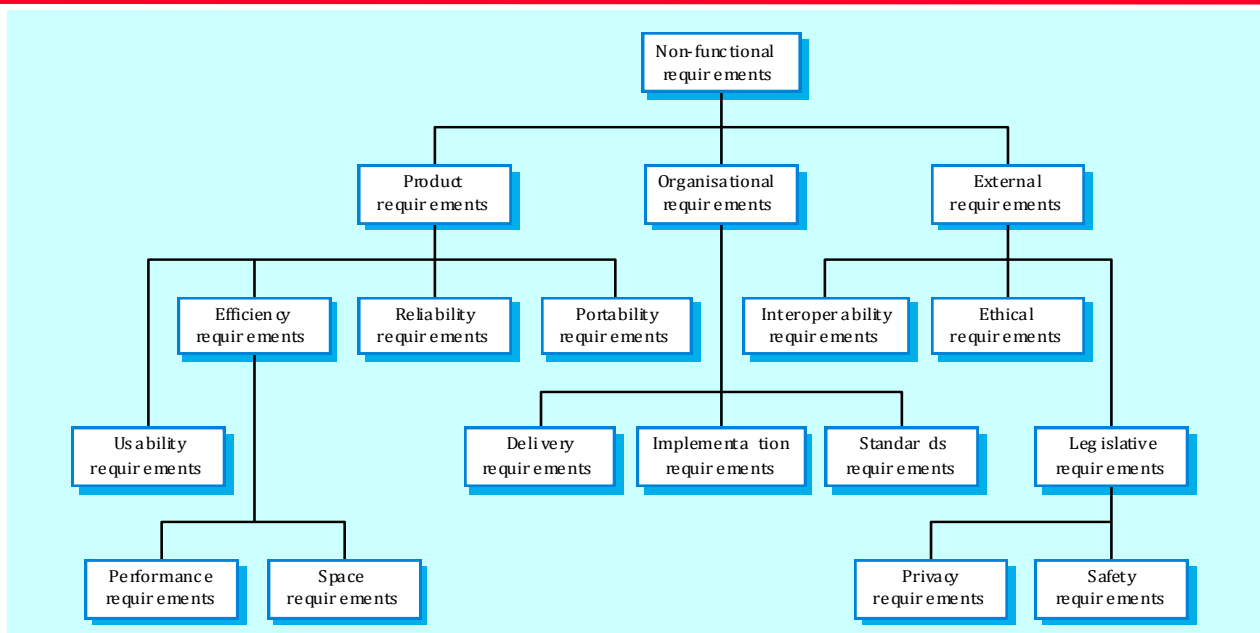 Non-functional
requirements
Product
requirements
Organisational
requirements
External
requirements
Efficiency
requirements
Reliability
requirements
Portability
requirements
Interoperability
requirements
Ethical
requirements
Usability
requirements
Delivery
requirements
Implementation
requirements
Standards
requirements
Legislative
requirements
Performance
requirements
Space
requirements
Privacy
requirements
Safety
requirements